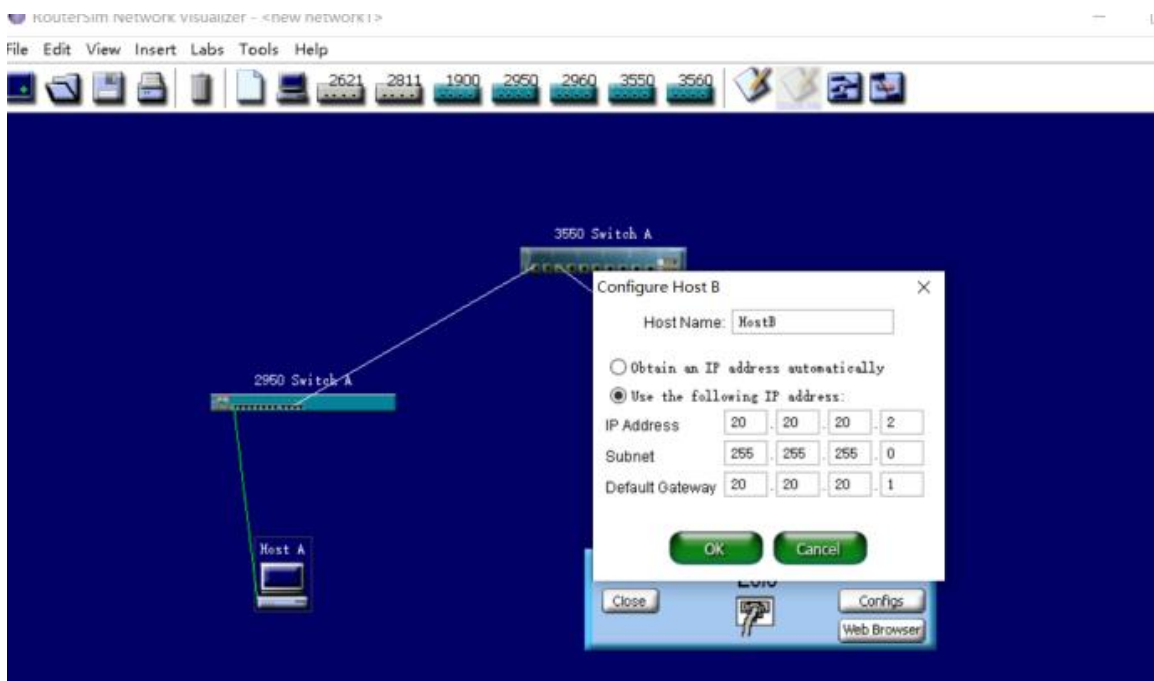 RouterSim Network Visualizer - <new network1>
File Edit View Insert Labs Tools Help
2621 2811 1900 2950 2960 3550 3560
3550 Switch A
Configure Host B
Host Name: HostB
Obtain an IP address automatically
Use the following IP address:
IP Address 20 . 20 . 20 . 2
Subnet 255 . 255 . 255 . 0
Default Gateway 20 . 20 . 20 . 1
OK Cancel
2950 Switch A
Host A
Close Configs
Web Browser